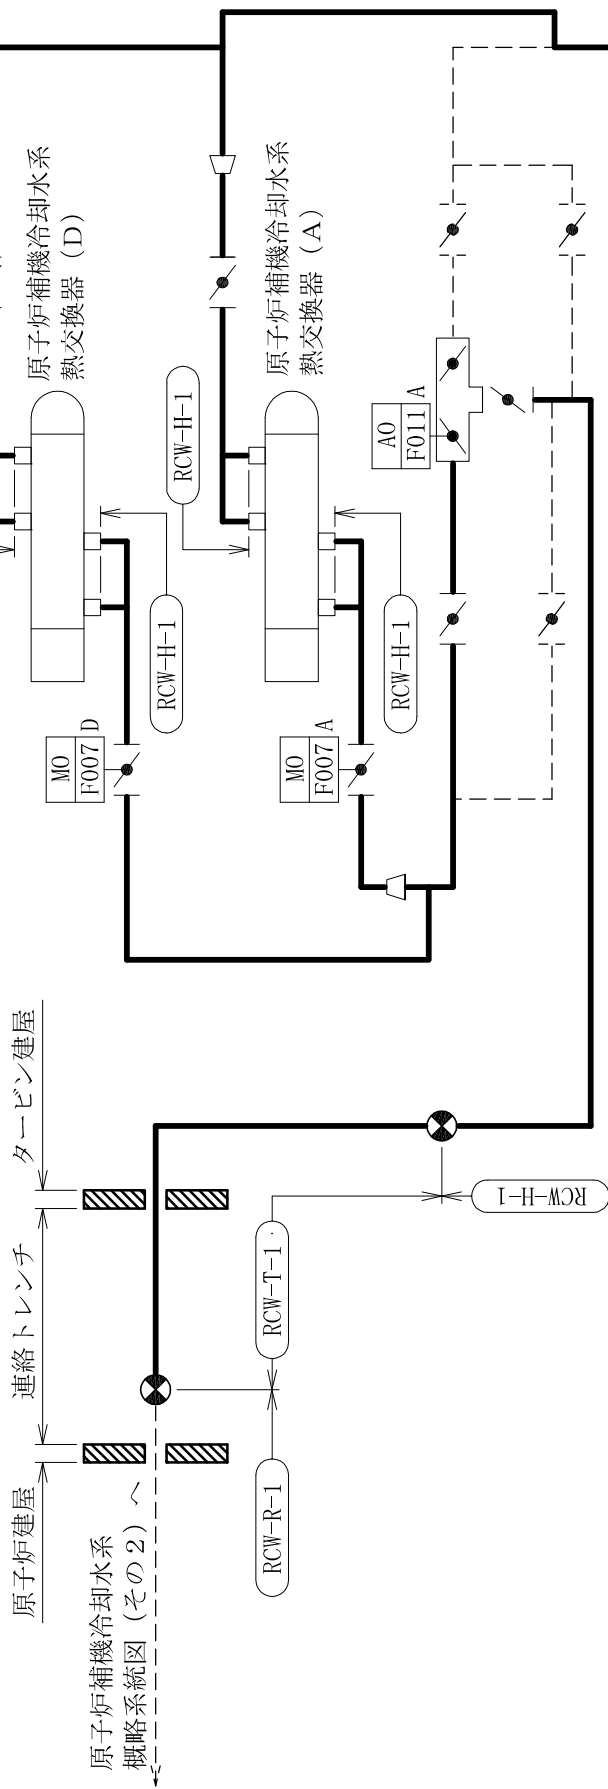 原子炉補機冷却水系
熱交換器（D）
原子炉補機冷却水系
熱交換器（A）
RCW-H-1
AO
F011
A
RCW-H-1
RCW-H-1
MO
F007
D
MO
F007
A
タービン建屋
連絡トレンチ
原子炉建屋
RCW-H-1
RCW-T-1
RCW-R-1
原子炉補機冷却水系
概略系統図（その２）へ